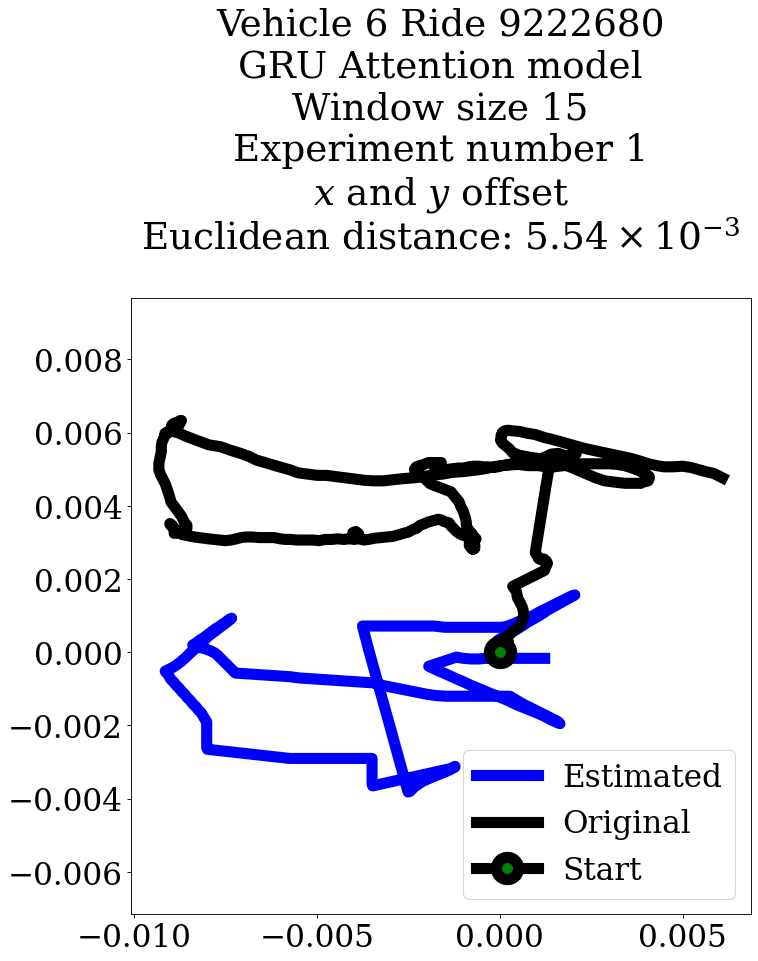 Vehicle 6 Ride 9222680
GRU Attention model
Window size 15
Experiment number 1
x and y offset
Euclidean distance: 5.54 × 10⁻³
0.008
0.006
0.004
0.002
0.000
−0.002
−0.004
−0.006
Estimated
Original
Start
−0.010 −0.005 0.000 0.005